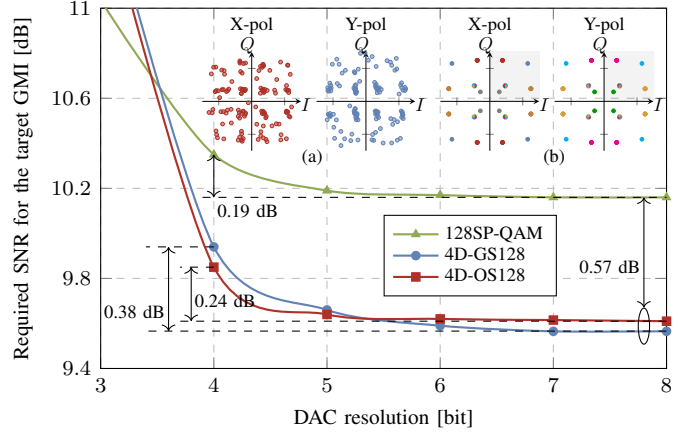 X-pol Y-pol X-pol Y-pol
Q Q Q Q
I I
(a) (b)
11
10.6
10.2
9.8
9.4
Required SNR for the target GMI [dB]
0.19 dB
0.38 dB
0.24 dB
0.57 dB
128SP-QAM
4D-GS128
4D-OS128
3 4 5 6 7 8
DAC resolution [bit]